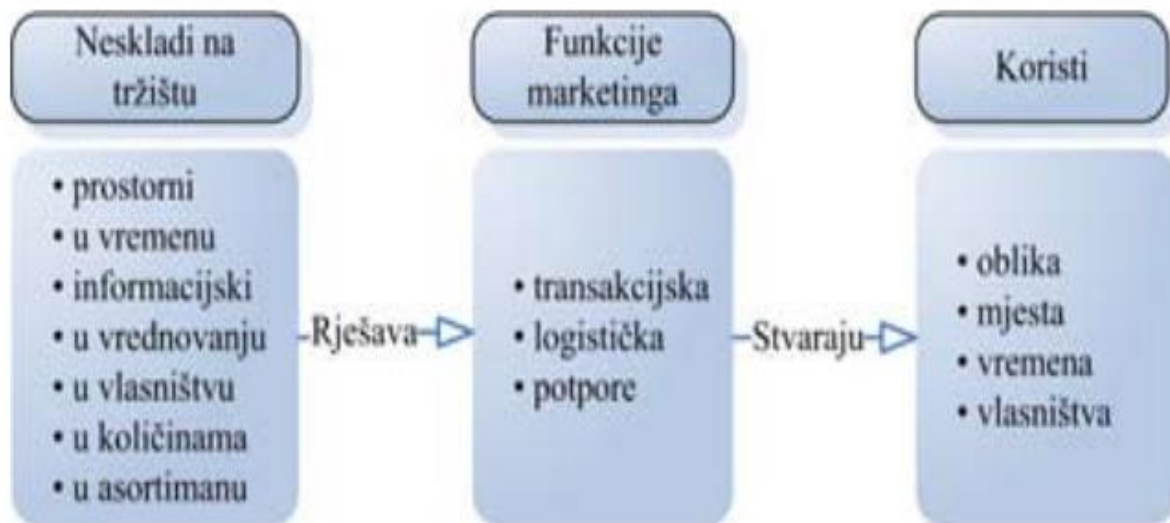 Neskladi na
tržištu
• prostorni
• u vremenu
• informacijski
• u vrednovanju
• u vlasništvu
• u količinama
• u asortimanu
Rješava
Funkcije
marketinga
• transakcijska
• logistička
• potpore
Stvaraju
Koristi
• oblika
• mjesta
• vremena
• vlasništva